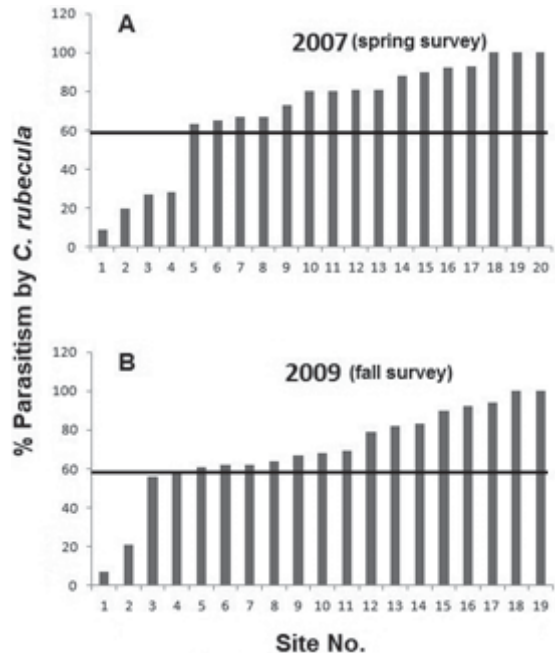 % Parasitism by C. rubecula
A
2007 (spring survey)
120
100
80
60
40
20
0
1 2 3 4 5 6 7 8 9 10 11 12 13 14 15 16 17 18 19 20
B
2009 (fall survey)
120
100
80
60
40
20
0
1 2 3 4 5 6 7 8 9 10 11 12 13 14 15 16 17 18 19
Site No.